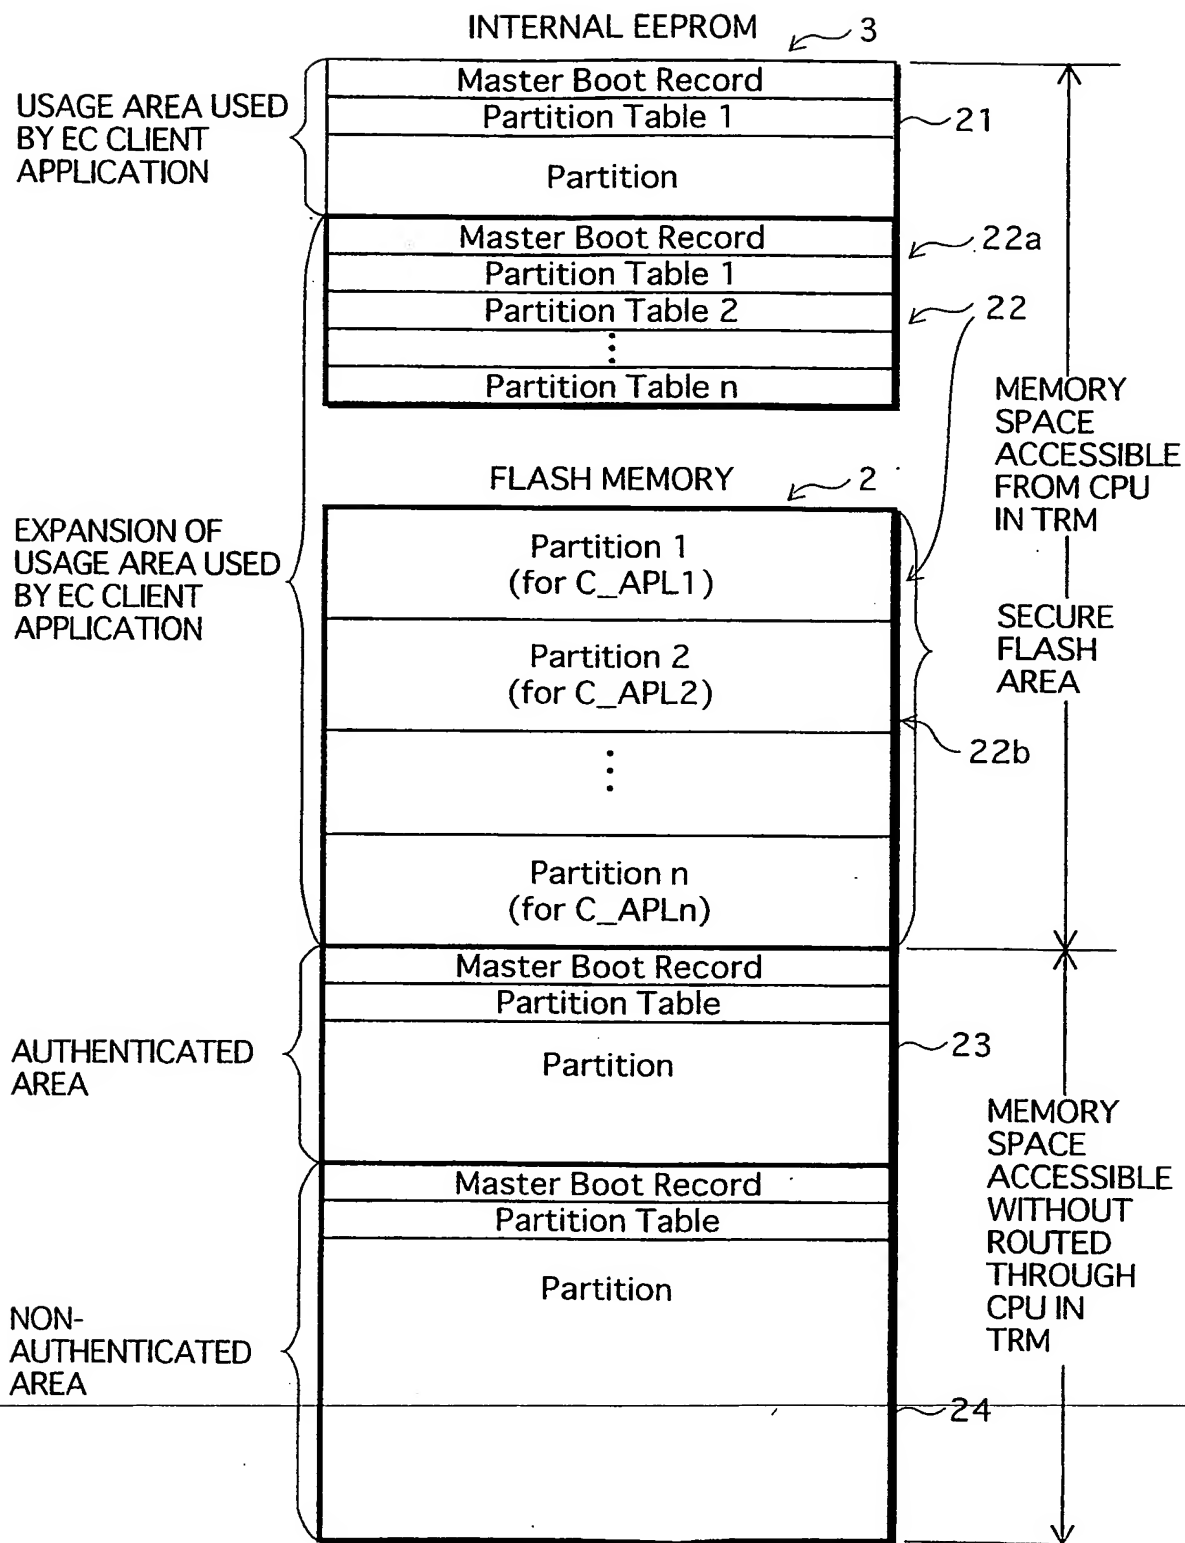 INTERNAL EEPROM 3
USAGE AREA USED
BY EC CLIENT
APPLICATION
Master Boot Record
Partition Table 1
21
Partition
Master Boot Record
22a
Partition Table 1
Partition Table 2
22
⋮
Partition Table n
MEMORY
SPACE
ACCESSIBLE
FROM CPU
IN TRM
FLASH MEMORY 2
EXPANSION OF
USAGE AREA USED
BY EC CLIENT
APPLICATION
Partition 1
(for C_APL1)
Partition 2
(for C_APL2)
SECURE
FLASH
AREA
22b
⋮
Partition n
(for C_APLn)
AUTHENTICATED
AREA
Master Boot Record
Partition Table
Partition
23
MEMORY
SPACE
ACCESSIBLE
WITHOUT
ROUTED
THROUGH
CPU IN
TRM
NON-
AUTHENTICATED
AREA
Master Boot Record
Partition Table
Partition
24